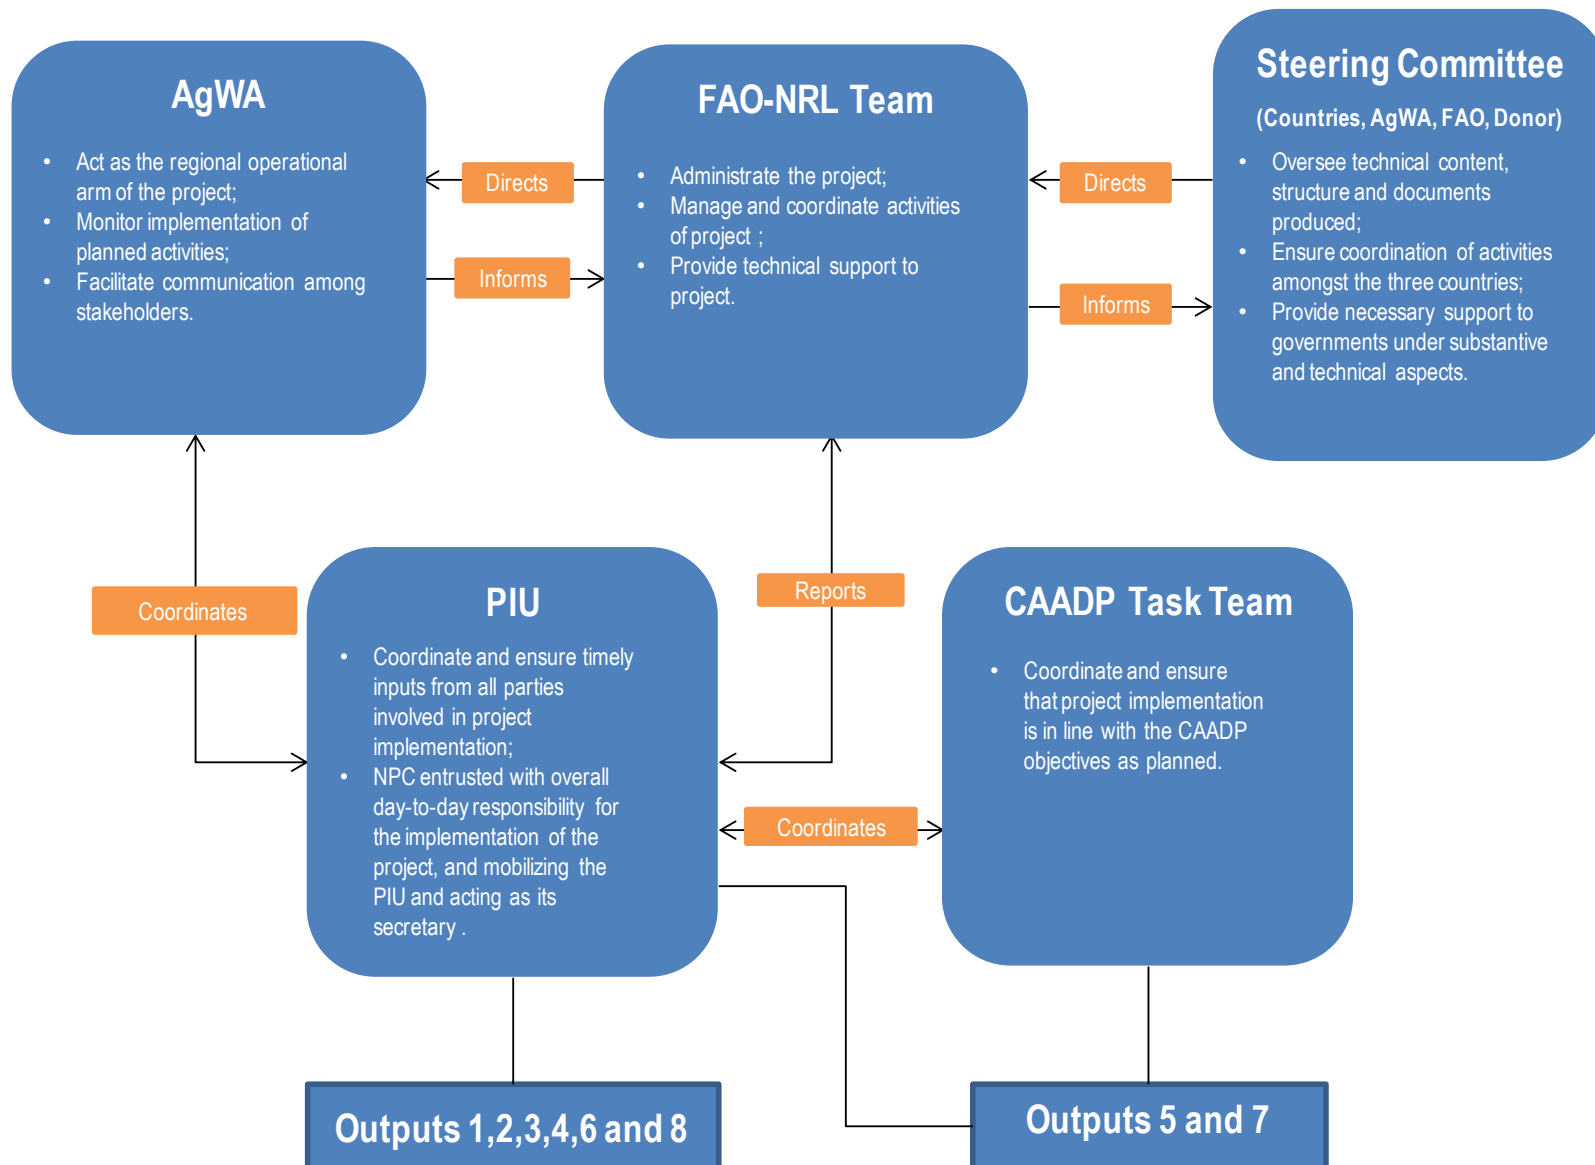 AgWA
• Act as the regional operational
arm of the project;
• Monitor implementation of
planned activities;
• Facilitate communication among
stakeholders.
Directs
Informs
FAO-NRL Team
• Administrate the project;
• Manage and coordinate activities
of project ;
• Provide technical support to
project.
Directs
Informs
Steering Committee
(Countries, AgWA, FAO, Donor)
• Oversee technical content,
structure and documents
produced;
• Ensure coordination of activities
amongst the three countries;
• Provide necessary support to
governments under substantive
and technical aspects.
Coordinates
PIU
• Coordinate and ensure timely
inputs from all parties
involved in project
implementation;
• NPC entrusted with overall
day-to-day responsibility for
the implementation of the
project, and mobilizing the
PIU and acting as its
secretary .
Reports
Coordinates
CAADP Task Team
• Coordinate and ensure
that project implementation
is in line with the CAADP
objectives as planned.
Outputs 1,2,3,4,6 and 8
Outputs 5 and 7